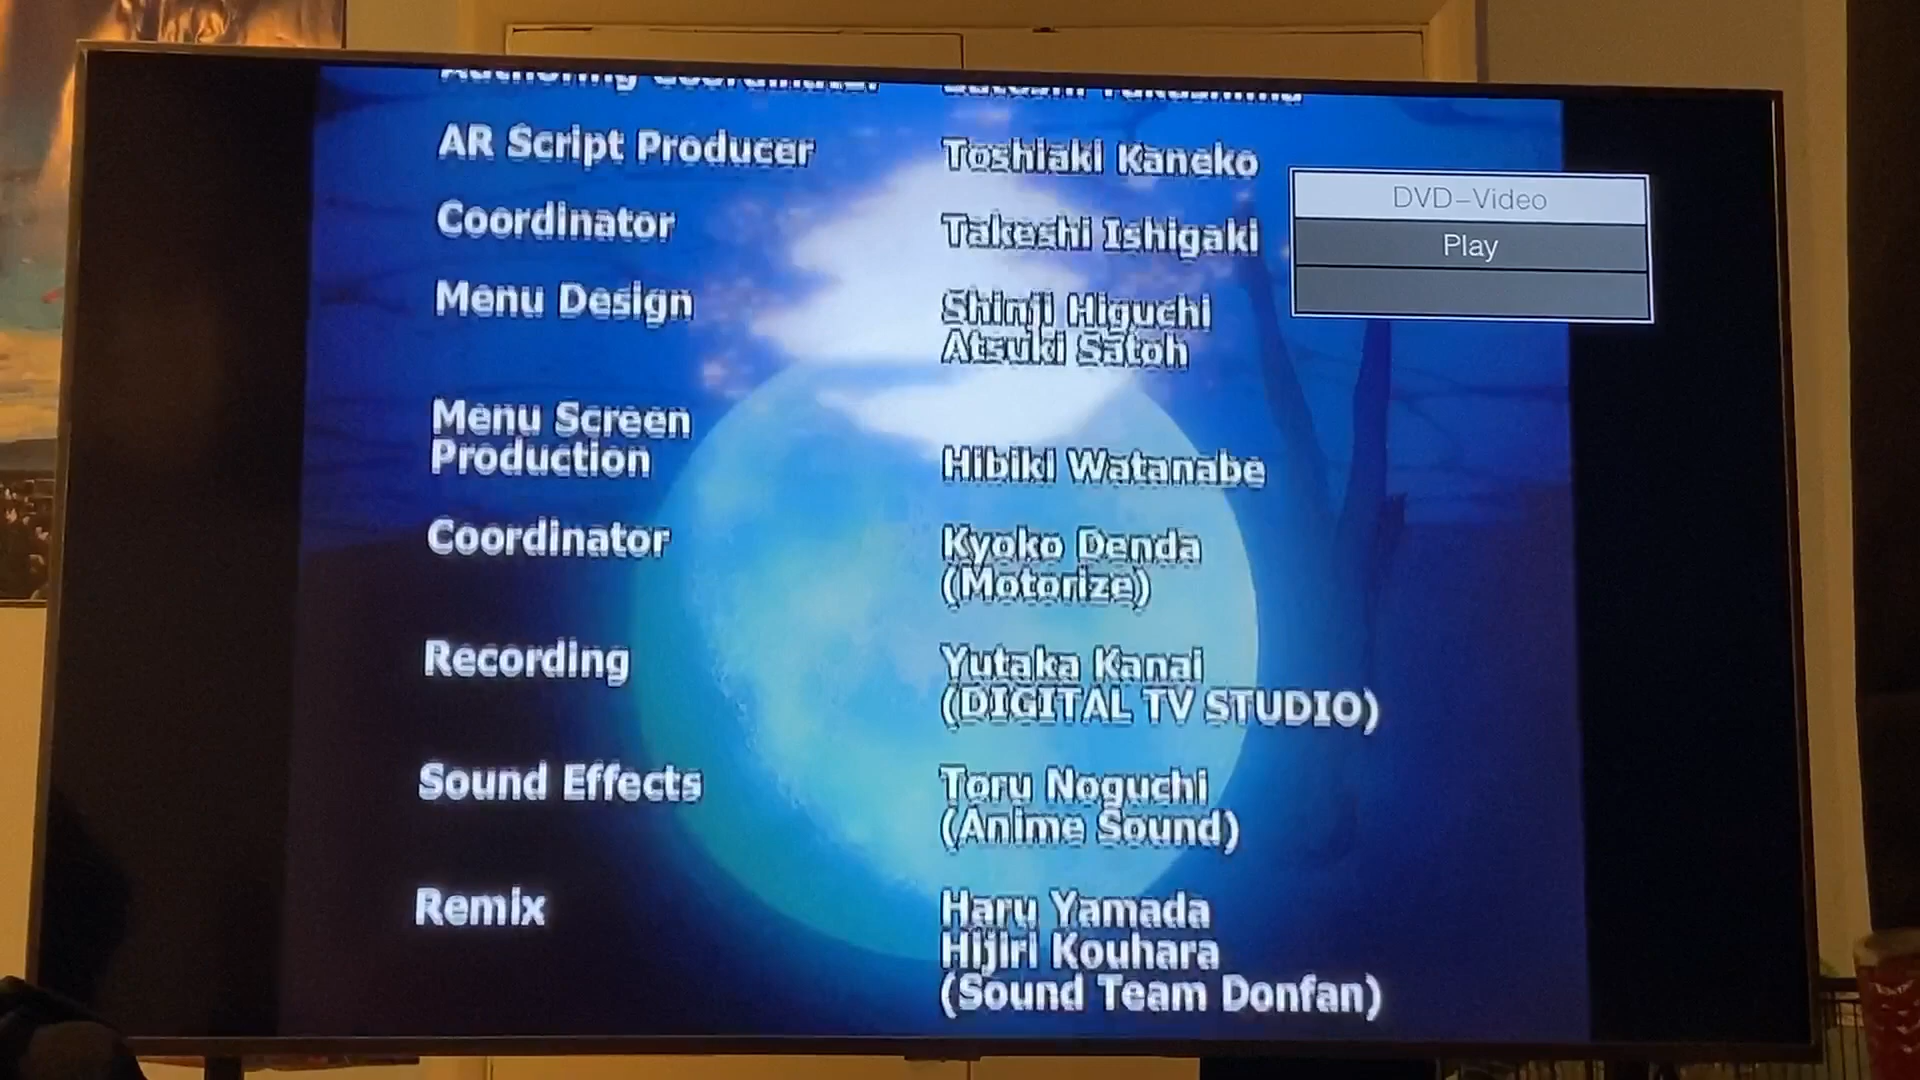 Authoring Coordinator
AR Script Producer Toshiaki Kaneko
Coordinator Takeshi Ishigaki
Menu Design Shinji Higuchi
Atsuki Satoh
Menu Screen
Production Hibiki Watanabe
Coordinator Kyoko Denda
(Motorize)
Recording Yutaka Kanai
(DIGITAL TV STUDIO)
Sound Effects Toru Noguchi
(Anime Sound)
Remix Haru Yamada
Hijiri Kouhara
(Sound Team Donfan)
DVD-Video
Play